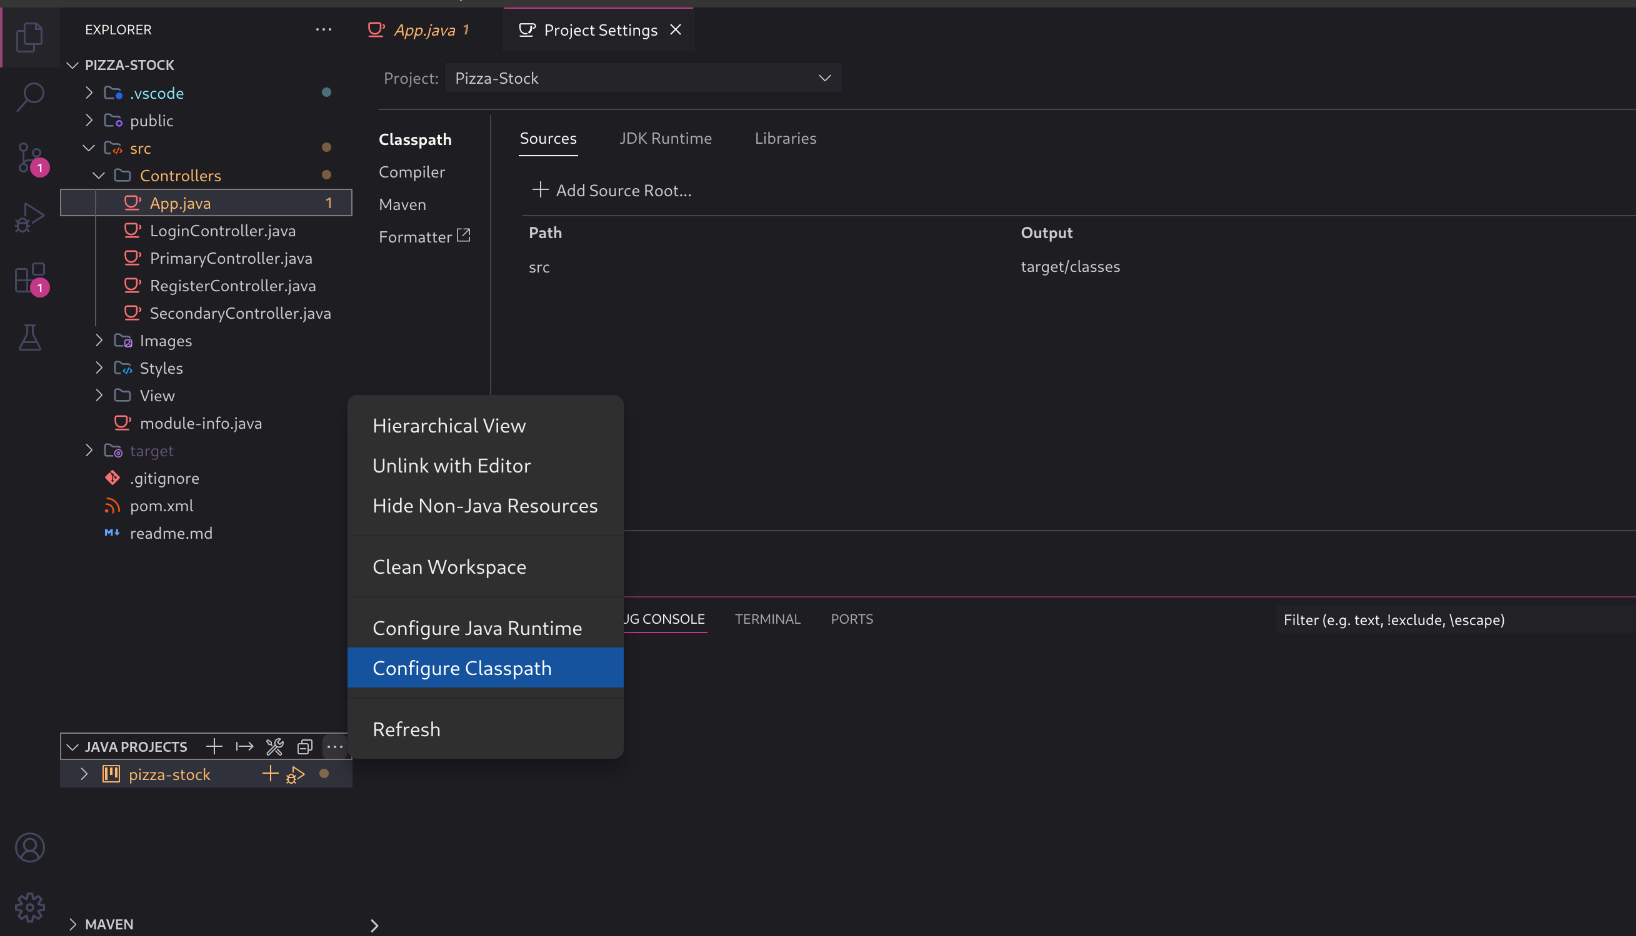 EXPLORER
App.java 1
Project Settings
PIZZA-STOCK
Project: Pizza-Stock
.vscode
public
src
Controllers
App.java 1
LoginController.java
PrimaryController.java
RegisterController.java
SecondaryController.java
Images
Styles
View
module-info.java
target
.gitignore
pom.xml
readme.md
1
1
Classpath
Compiler
Maven
Formatter
Sources JDK Runtime Libraries
Add Source Root...
Path Output
src target/classes
Hierarchical View
Unlink with Editor
Hide Non-Java Resources
Clean Workspace
Configure Java Runtime
Configure Classpath
Refresh
UG CONSOLE TERMINAL PORTS
Filter (e.g. text, !exclude, \escape)
JAVA PROJECTS
pizza-stock
MAVEN